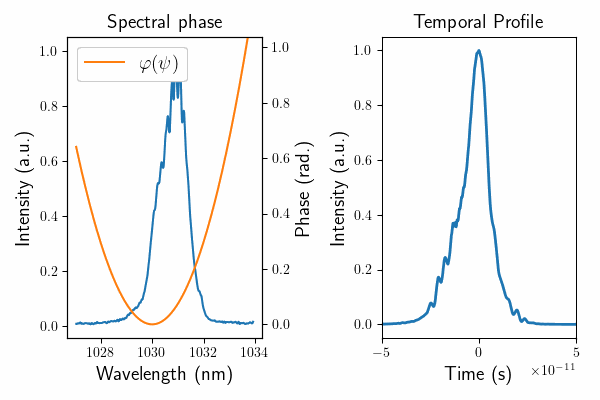 Spectral phase
φ(ψ)
Intensity (a.u.)
1.0
0.8
0.6
0.4
0.2
0.0
1.0
0.8
0.6
0.4
0.2
0.0
Phase (rad.)
1028 1030 1032 1034
Wavelength (nm)
Temporal Profile
Intensity (a.u.)
1.0
0.8
0.6
0.4
0.2
0.0
−5 0 5
Time (s)
×10⁻¹¹